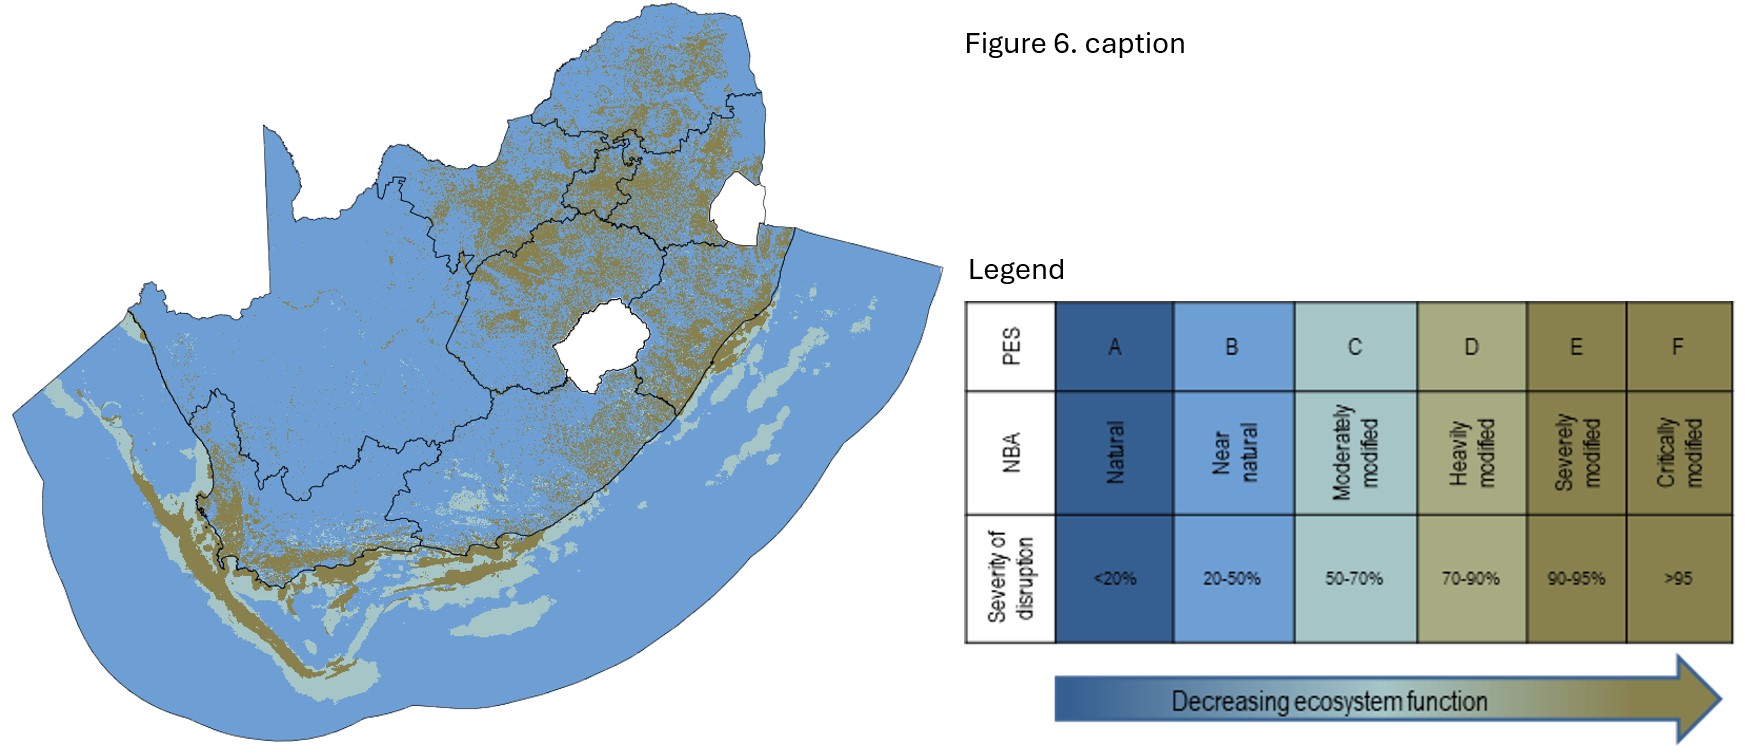 Figure 6. caption
Legend
PES
A
B
C
D
E
F
NBA
Natural
Near
natural
Moderately
modified
Heavily
modified
Severely
modified
Critically
modified
Severity of
disruption
<20%
20-50%
50-70%
70-90%
90-95%
>95
Decreasing ecosystem function